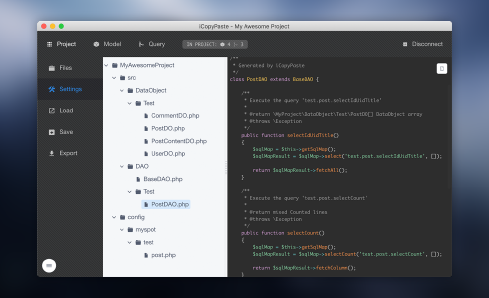 iCopyPaste - My Awesome Project
Project
Model
Query
IN PROJECT: 4 | 3
Disconnect
Files
Settings
Load
Save
Export
MyAwesomeProject
src
DataObject
Test
CommentDO.php
PostDO.php
PostContentDO.php
UserDO.php
DAO
BaseDAO.php
Test
PostDAO.php
config
myspot
test
post.php
/**
* Generated by iCopyPaste
*/
class PostDAO extends BaseDAO {
/**
* Execute the query 'test.post.selectIdUidTitle'
*
* #return \MyProject\DataObject\Test\PostDO[] DataObject array
* #throws \Exception
*/
public function selectIdUidTitle()
{
$sqlMap = $this->getSqlMap();
$sqlMapResult = $sqlMap->select('test.post.selectIdUidTitle', []);
return $sqlMapResult->fetchAll();
}
/**
* Execute the query 'test.post.selectCount'
*
* #return mixed Counted lines
* #throws \Exception
*/
public function selectCount()
{
$sqlMap = $this->getSqlMap();
$sqlMapResult = $sqlMap->selectCount('test.post.selectCount', []);
return $sqlMapResult->fetchColumn();
}